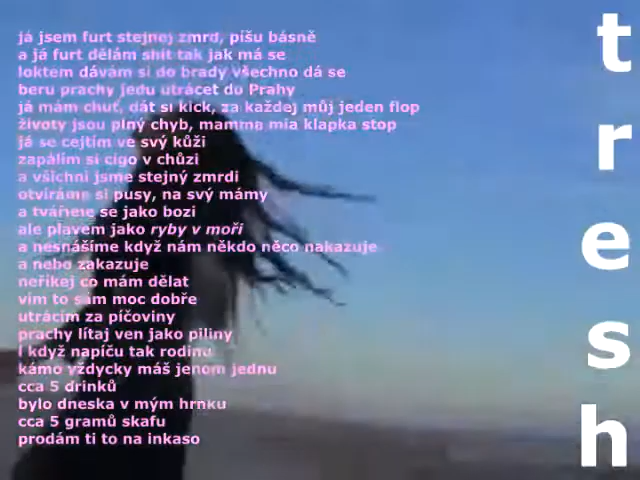 já jsem furt stejnej zmrd, píšu básně
a já furt dělám shit tak jak má se
loktem dávám si do brady všechno dá se
beru prachy jedu utrácet do Prahy
já mám chuť, dát si kick, za každej můj jeden flop
životy jsou plný chyb, mamma mia klapka stop
já se cejtím ve svý kůži
zapálím si cigo v chůzi
a všichni jsme stejný zmrdi
otvíráme si pusy, na svý mámy
a tváříte se jako bozi
ale plavem jako ryby v moři
a nesnášíme když nám někdo něco nakazuje
a nebo zakazuje
neříkej co mám dělat
vim to sám moc dobře
utrácím za píčoviny
prachy lítaj ven jako piliny
i když napíču tak rodinu
kámo vždycky máš jenom jednu
cca 5 drinků
bylo dneska v mým hrnku
cca 5 gramů skafu
prodám ti to na inkaso
t
r
e
s
h